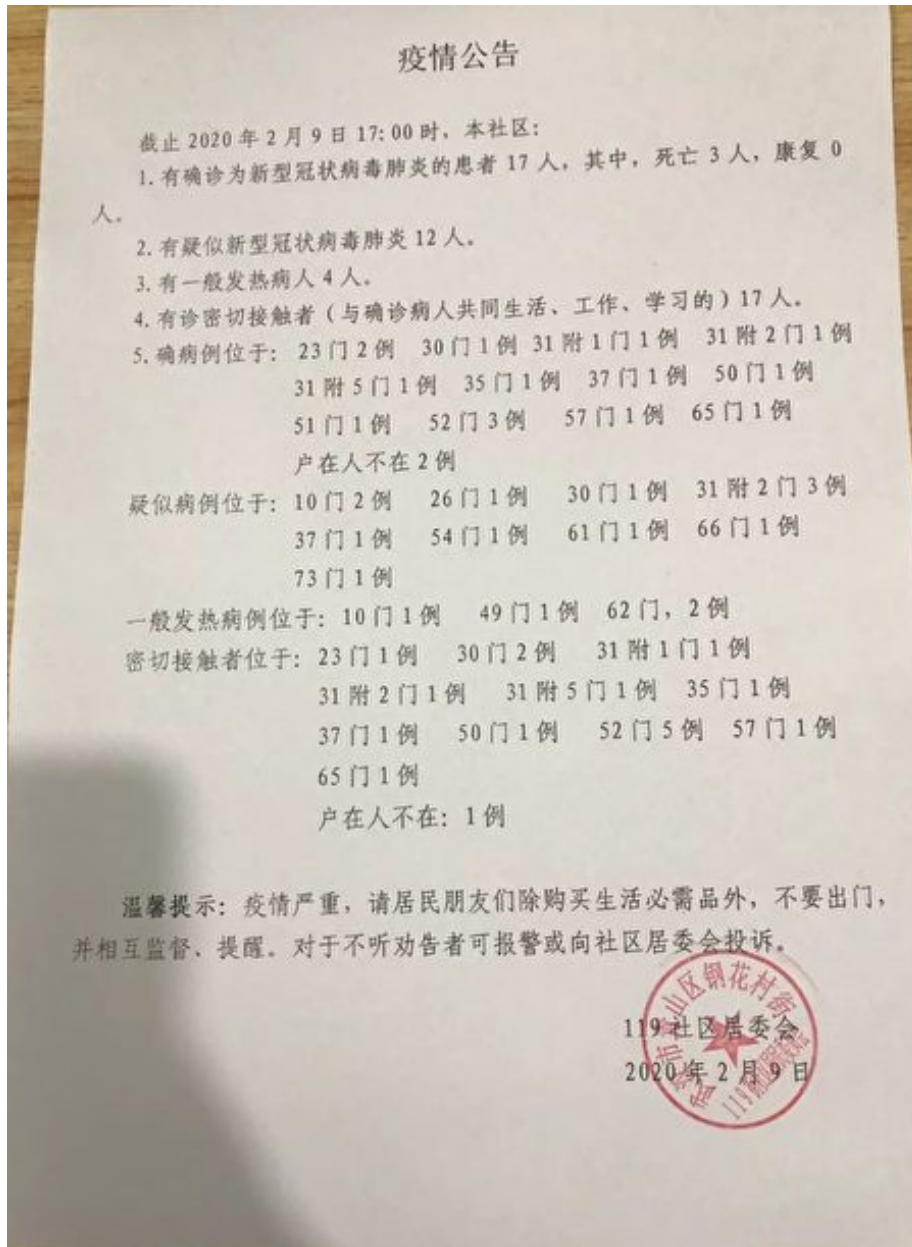 疫情公告
截止 2020 年 2 月 9 日 17:00 时，本社区：
1.有确诊为新型冠状病毒肺炎的患者 17 人，其中，死亡 3 人，康复 0
人。
2.有疑似新型冠状病毒肺炎 12 人。
3.有一般发热病人 4 人。
4.有诊密切接触者（与确诊病人共同生活、工作、学习的）17 人。
5.确病例位于： 23 门 2 例 30 门 1 例 31 附 1 门 1 例 31 附 2 门 1 例
31 附 5 门 1 例 35 门 1 例 37 门 1 例 50 门 1 例
51 门 1 例 52 门 3 例 57 门 1 例 65 门 1 例
户在人不在 2 例
疑似病例位于：10 门 2 例 26 门 1 例 30 门 1 例 31 附 2 门 3 例
37 门 1 例 54 门 1 例 61 门 1 例 66 门 1 例
73 门 1 例
一般发热病例位于：10 门 1 例 49 门 1 例 62 门，2 例
密切接触者位于：23 门 1 例 30 门 2 例 31 附 1 门 1 例
31 附 2 门 1 例 31 附 5 门 1 例 35 门 1 例
37 门 1 例 50 门 1 例 52 门 5 例 57 门 1 例
65 门 1 例
户在人不在：1 例
温馨提示：疫情严重，请居民朋友们除购买生活必需品外，不要出门，
并相互监督、提醒。对于不听劝告者可报警或向社区居委会投诉。
119 社区居委会
2020 年 2 月 9 日
武汉市青山区钢花村街
119